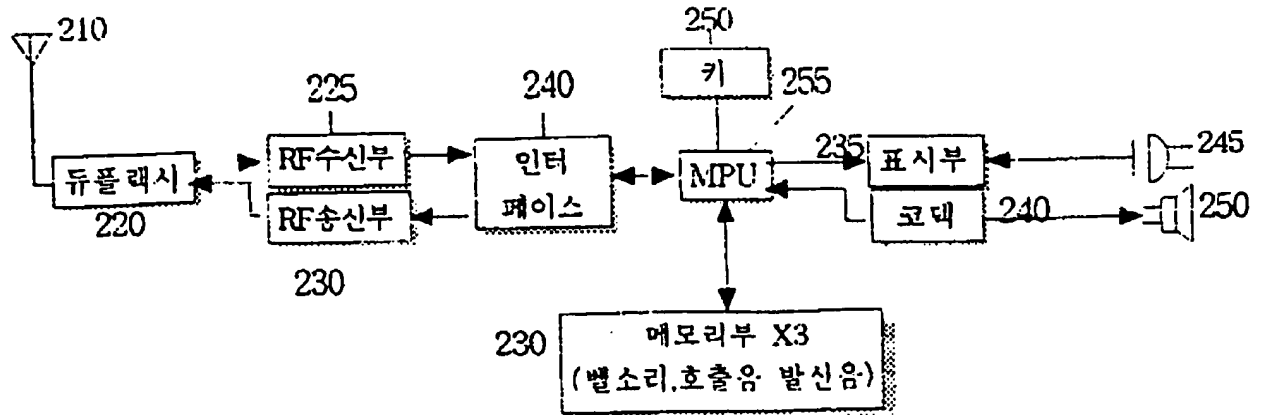 210
250
키
225
240
255
RF수신부
인터
페이스
235
표시부
245
듀플랙시
MPU
220
RF송신부
코댁
240
250
230
230
메모리부 X3
(벨소리.호출음 발신음)